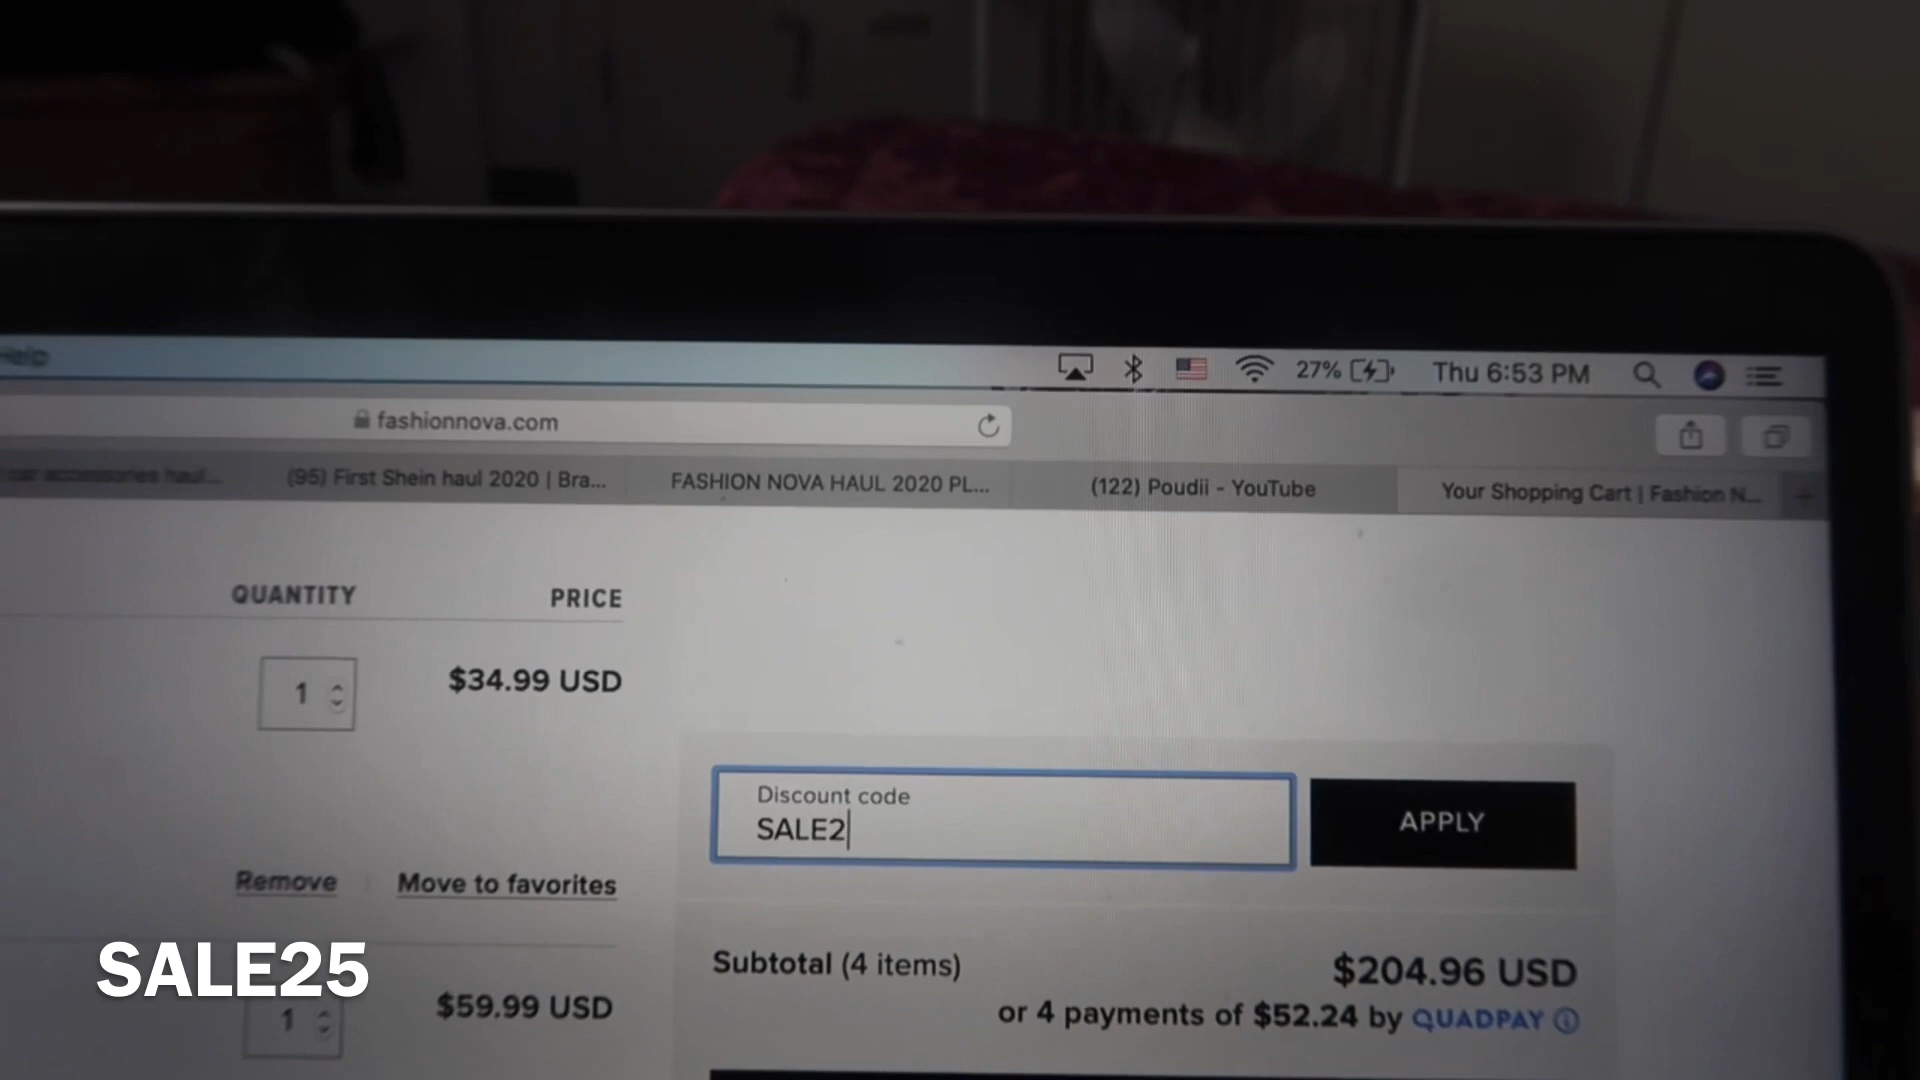 Help
27%
Thu 6:53 PM
fashionnova.com
car accessories haul...
(95) First Shein haul 2020 | Bra...
FASHION NOVA HAUL 2020 PL...
(122) Poudii - YouTube
Your Shopping Cart | Fashion N...
QUANTITY
PRICE
1
$34.99 USD
Discount code
SALE2
APPLY
Remove
Move to favorites
SALE25
1
$59.99 USD
Subtotal (4 items)
$204.96 USD
or 4 payments of $52.24 by QUADPAY